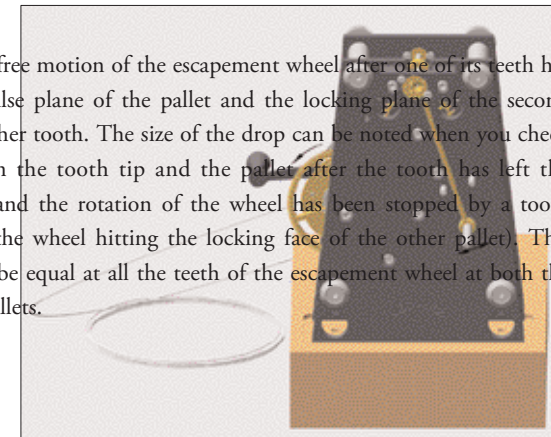 free motion of the escapement wheel after one of its teeth h
lse plane of the pallet and the locking plane of the secon
her tooth. The size of the drop can be noted when you chec
n the tooth tip and the pallet after the tooth has left th
and the rotation of the wheel has been stopped by a toot
the wheel hitting the locking face of the other pallet). Th
be equal at all the teeth of the escapement wheel at both th
llets.